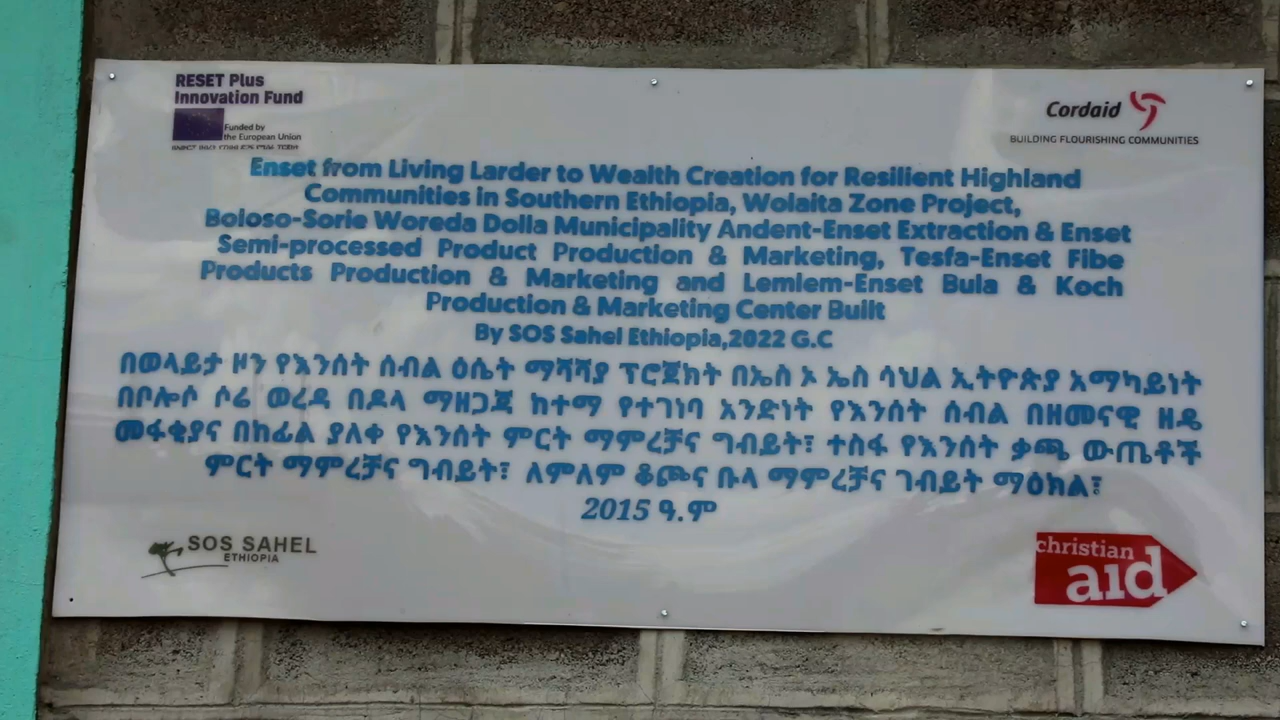 RESET Plus
Innovation Fund
Funded by
the European Union
Cordaid
BUILDING FLOURISHING COMMUNITIES
Enset from Living Larder to Wealth Creation for Resilient Highland
Communities in Southern Ethiopia, Wolaita Zone Project,
Boloso-Sorie Woreda Dolla Municipality Andent-Enset Extraction & Enset
Semi-processed Product Production & Marketing, Tesfa-Enset Fibe
Products Production & Marketing and Lemlem-Enset Bula & Koch
Production & Marketing Center Built
By SOS Sahel Ethiopia,2022 G.C
በወላይታ ዞን የእንሰት ሰብል ዕሴት ማሻሻያ ፕሮጀክት በኤስ ኦ ኤስ ሳህል ኢትዮጵያ አማካይነት
በቦሎሶ ሶሬ ወረዳ በዶላ ማዘጋጃ ከተማ የተገነባ አንድነት የእንሰት ሰብል በዘመናዊ ዘዴ
መፋቂያና በከፊል ያለቀ የእንሰት ምርት ማምረቻና ግብይት፣ ተስፋ የእንሰት ቃጫ ውጤቶች
ምርት ማምረቻና ግብይት፣ ለምለም ቆጮና ቡላ ማምረቻና ገብይት ማዕከል፣
2015 ዓ.ም
SOS SAHEL
ETHIOPIA
christian
aid